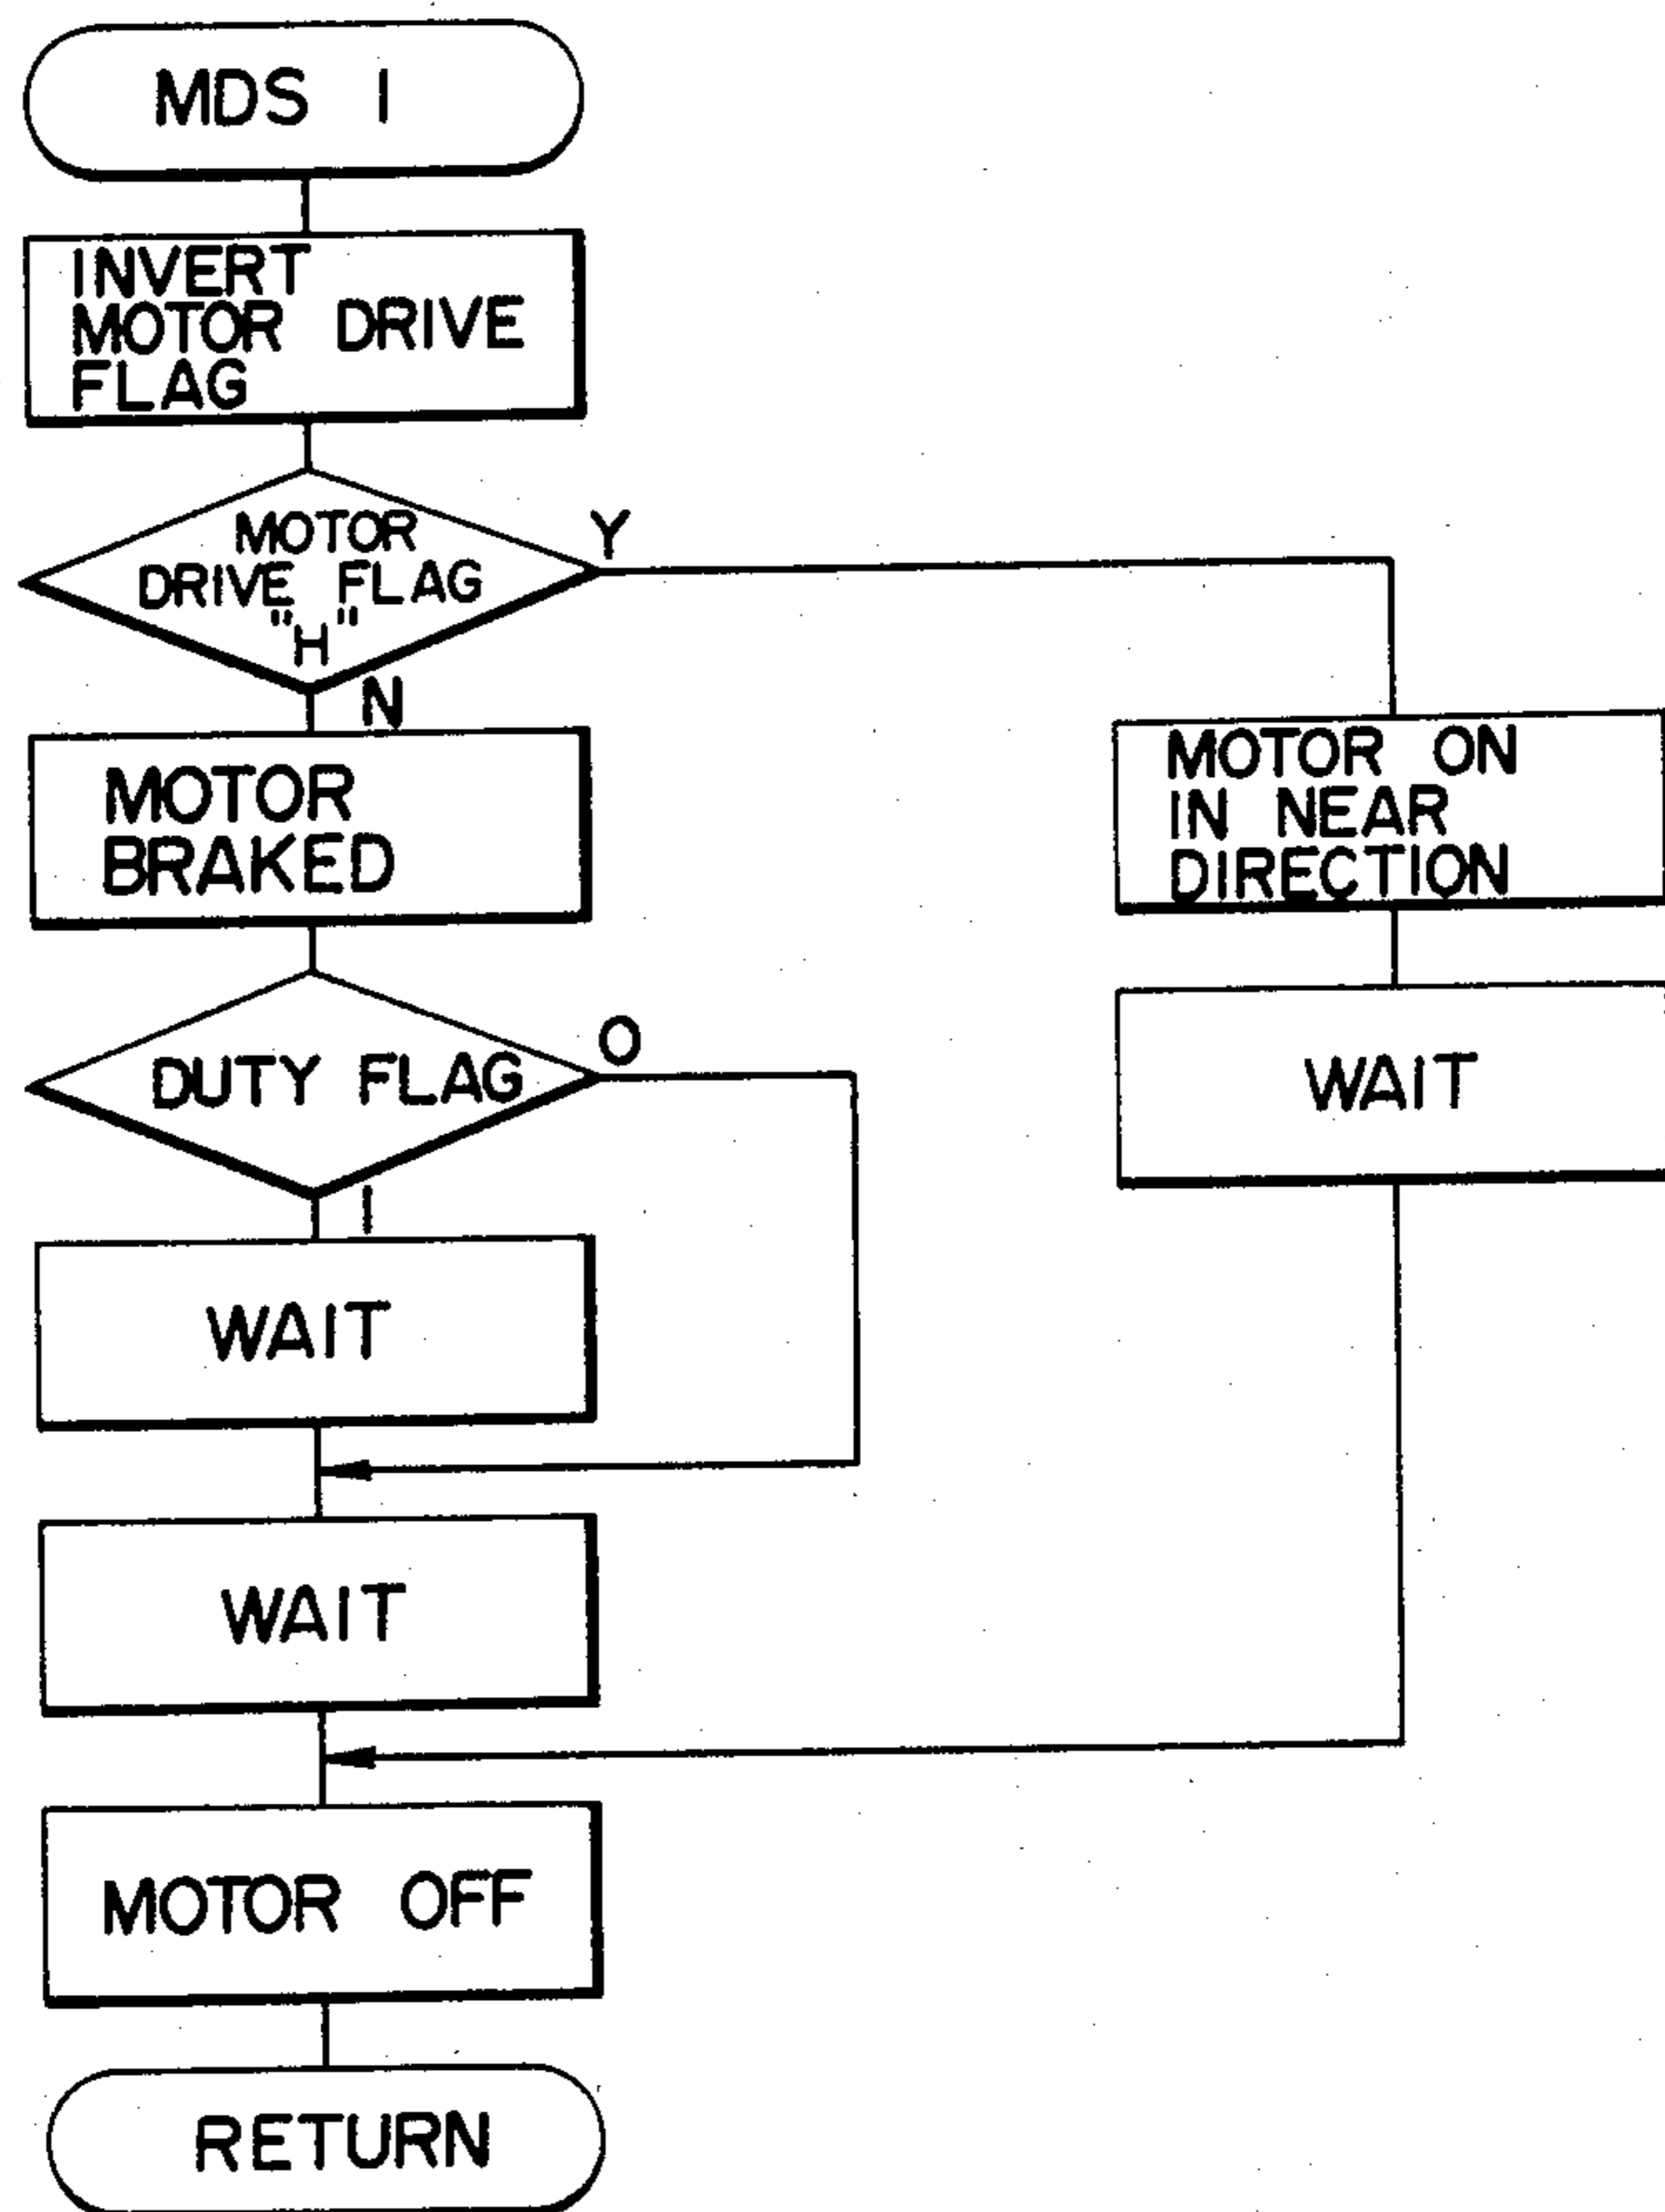 MDS 1
INVERT
MOTOR DRIVE
FLAG
MOTOR
DRIVE FLAG
"H"
Y
N
MOTOR
BRAKED
MOTOR ON
IN NEAR
DIRECTION
DUTY FLAG
0
1
WAIT
WAIT
WAIT
MOTOR OFF
RETURN